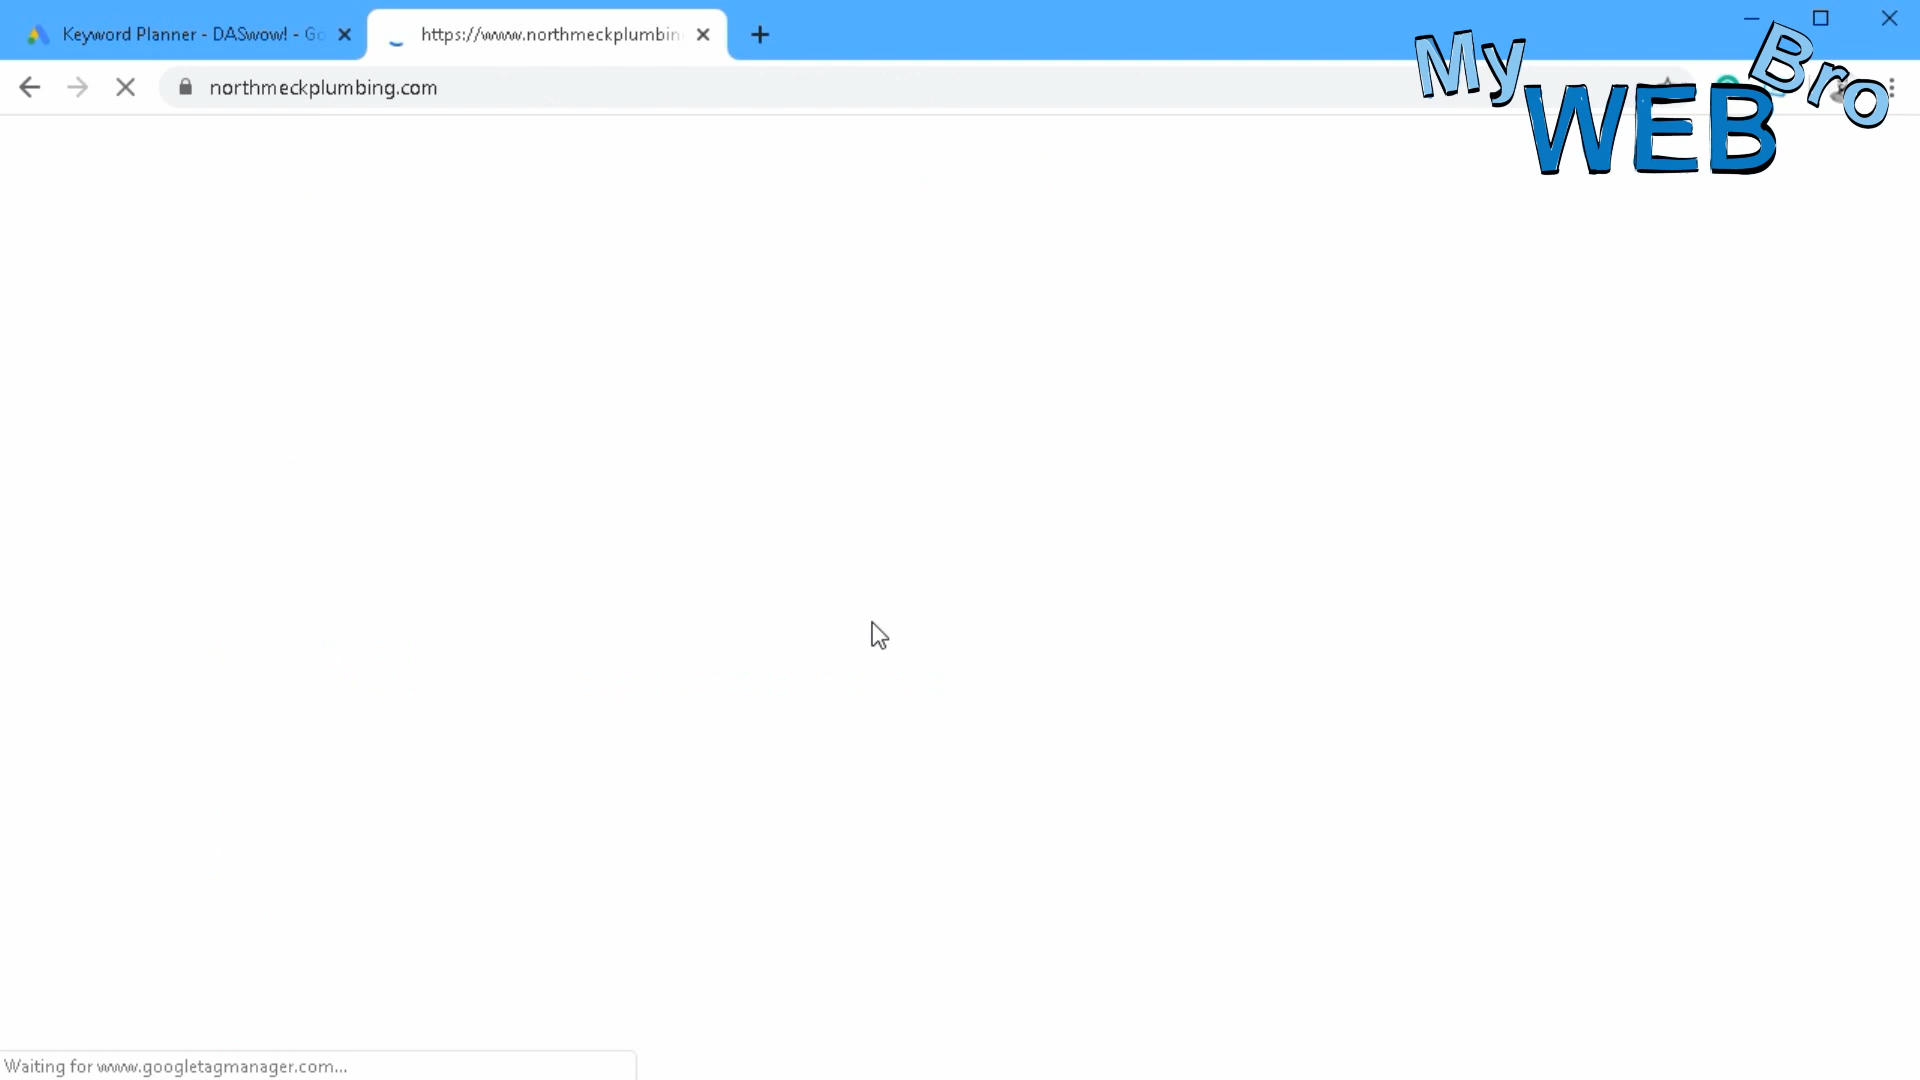 Keyword Planner - DASwow! - Go
https://www.northmeckplumbin
northmeckplumbing.com
My
WEB
Bro
Waiting for www.googletagmanager.com...